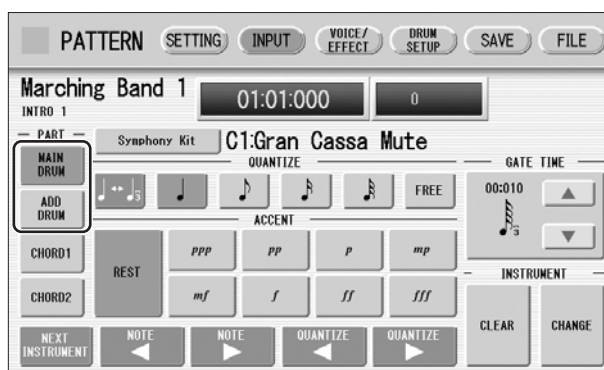 PATTERN SETTING INPUT VOICE/ EFFECT DRUM SETUP SAVE FILE
Marching Band 1 01:01:000 0
INTRO 1
PART
Symphony Kit C1:Gran Cassa Mute
MAIN DRUM
QUANTIZE
GATE TIME
FREE
00:010
3
3
ADD DRUM
ACCENT
CHORD1
REST
ppp pp p mp
INSTRUMENT
CHORD2
mf f ff fff
CLEAR CHANGE
NEXT INSTRUMENT
NOTE NOTE QUANTIZE QUANTIZE